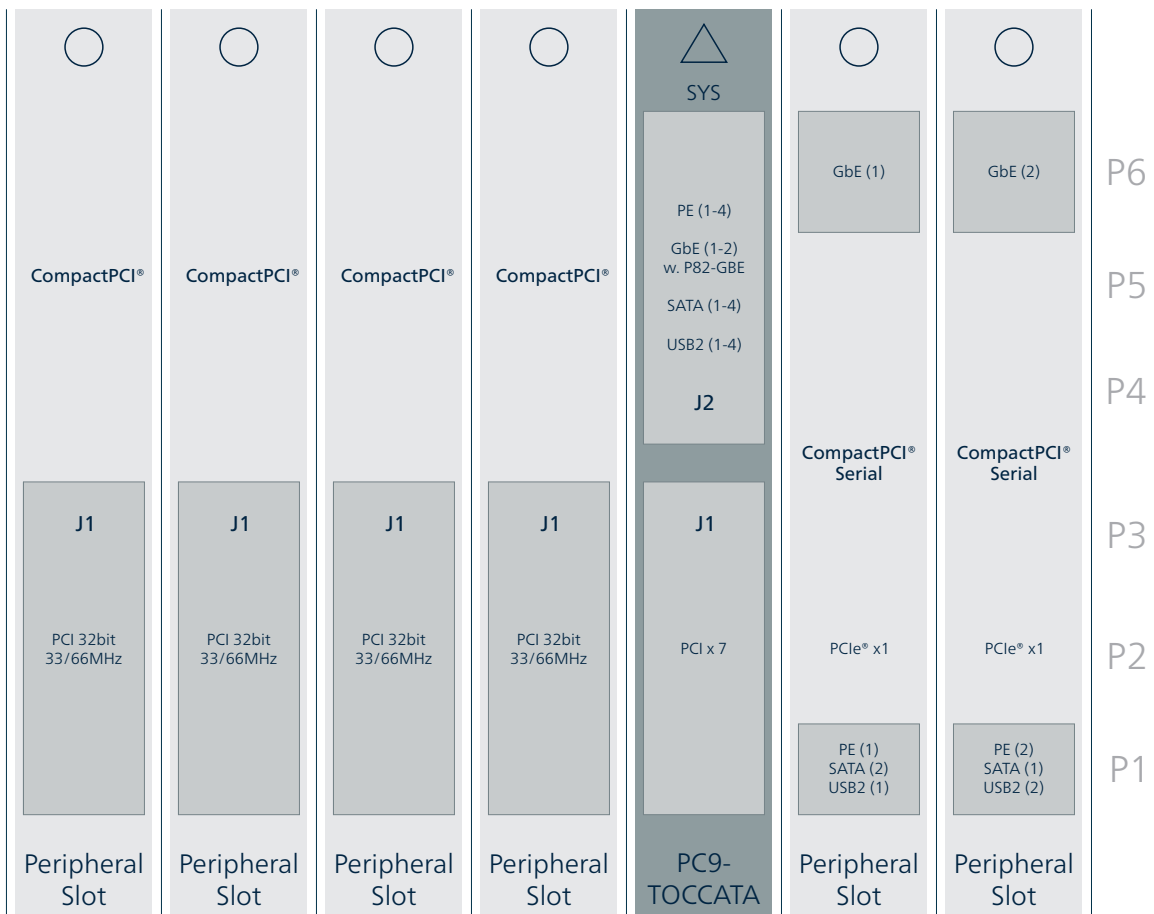 CompactPCI®
J1
PCI 32bit
33/66MHz
Peripheral
Slot
CompactPCI®
J1
PCI 32bit
33/66MHz
Peripheral
Slot
CompactPCI®
J1
PCI 32bit
33/66MHz
Peripheral
Slot
CompactPCI®
J1
PCI 32bit
33/66MHz
Peripheral
Slot
SYS
PE (1-4)
GbE (1-2)
w. P82-GBE
SATA (1-4)
USB2 (1-4)
J2
J1
PCI x 7
PC9-
TOCCATA
GbE (1)
CompactPCI®
Serial
PCIe® x1
PE (1)
SATA (2)
USB2 (1)
Peripheral
Slot
GbE (2)
CompactPCI®
Serial
PCIe® x1
PE (2)
SATA (1)
USB2 (2)
Peripheral
Slot
P6
P5
P4
P3
P2
P1